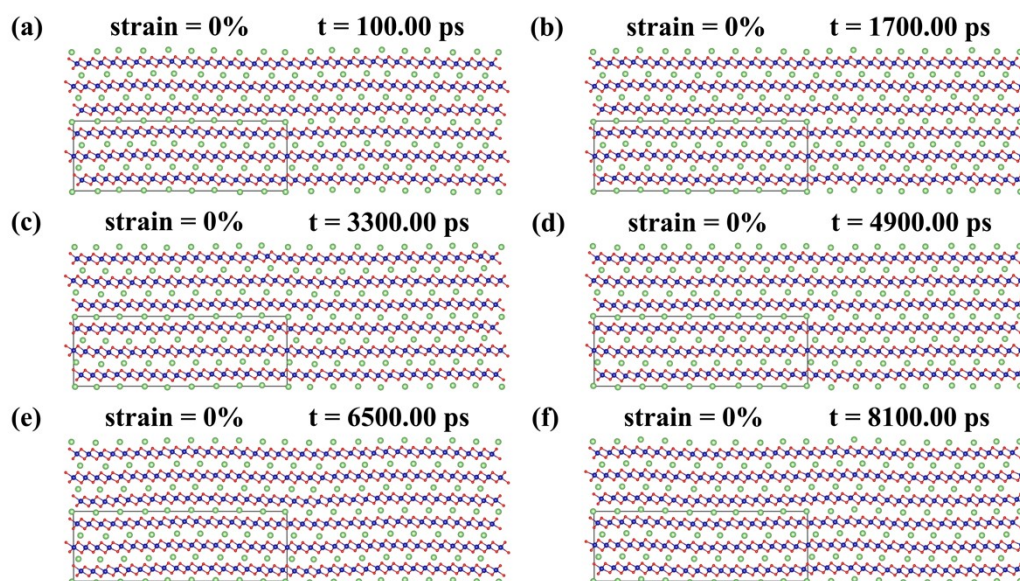 (a) strain = 0% t = 100.00 ps
(b) strain = 0% t = 1700.00 ps
(c) strain = 0% t = 3300.00 ps
(d) strain = 0% t = 4900.00 ps
(e) strain = 0% t = 6500.00 ps
(f) strain = 0% t = 8100.00 ps